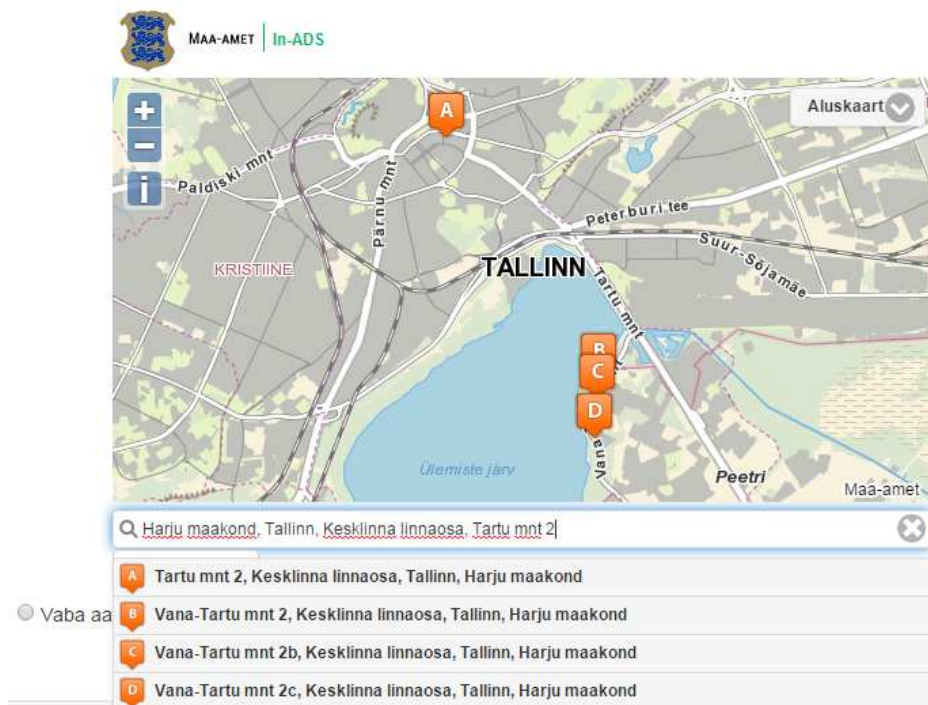 MAA-AMET | In-ADS
A
Aluskaart
+
−
i
Paldiski mnt
Pärnu mnt
Peterburi tee
Suur-Sõjamäe
KRISTIINE
TALLINN
Tartu mnt
B
C
D
Vana
Ülemiste järv
Peetri
Maa-amet
Harju maakond, Tallinn, Kesklinna linnaosa, Tartu mnt 2
A Tartu mnt 2, Kesklinna linnaosa, Tallinn, Harju maakond
Vaba aa
B Vana-Tartu mnt 2, Kesklinna linnaosa, Tallinn, Harju maakond
C Vana-Tartu mnt 2b, Kesklinna linnaosa, Tallinn, Harju maakond
D Vana-Tartu mnt 2c, Kesklinna linnaosa, Tallinn, Harju maakond